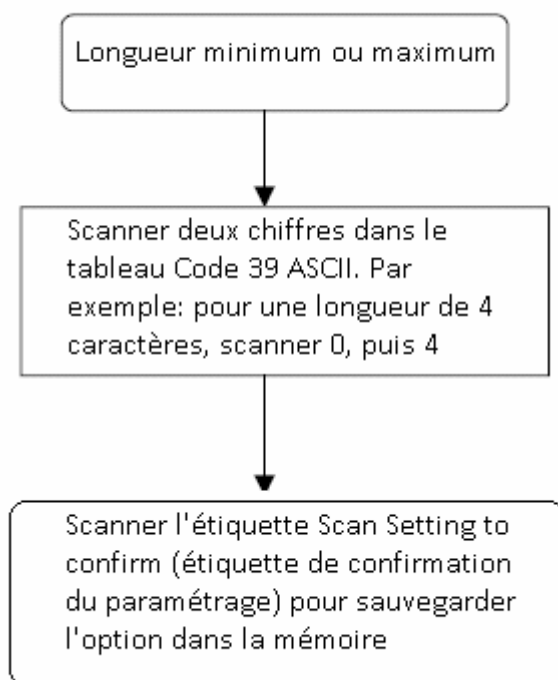 Longueur minimum ou maximum
Scanner deux chiffres dans le
tableau Code 39 ASCII. Par
exemple: pour une longueur de 4
caractères, scanner 0, puis 4
Scanner l'étiquette Scan Setting to
confirm (étiquette de confirmation
du paramétrage) pour sauvegarder
l'option dans la mémoire